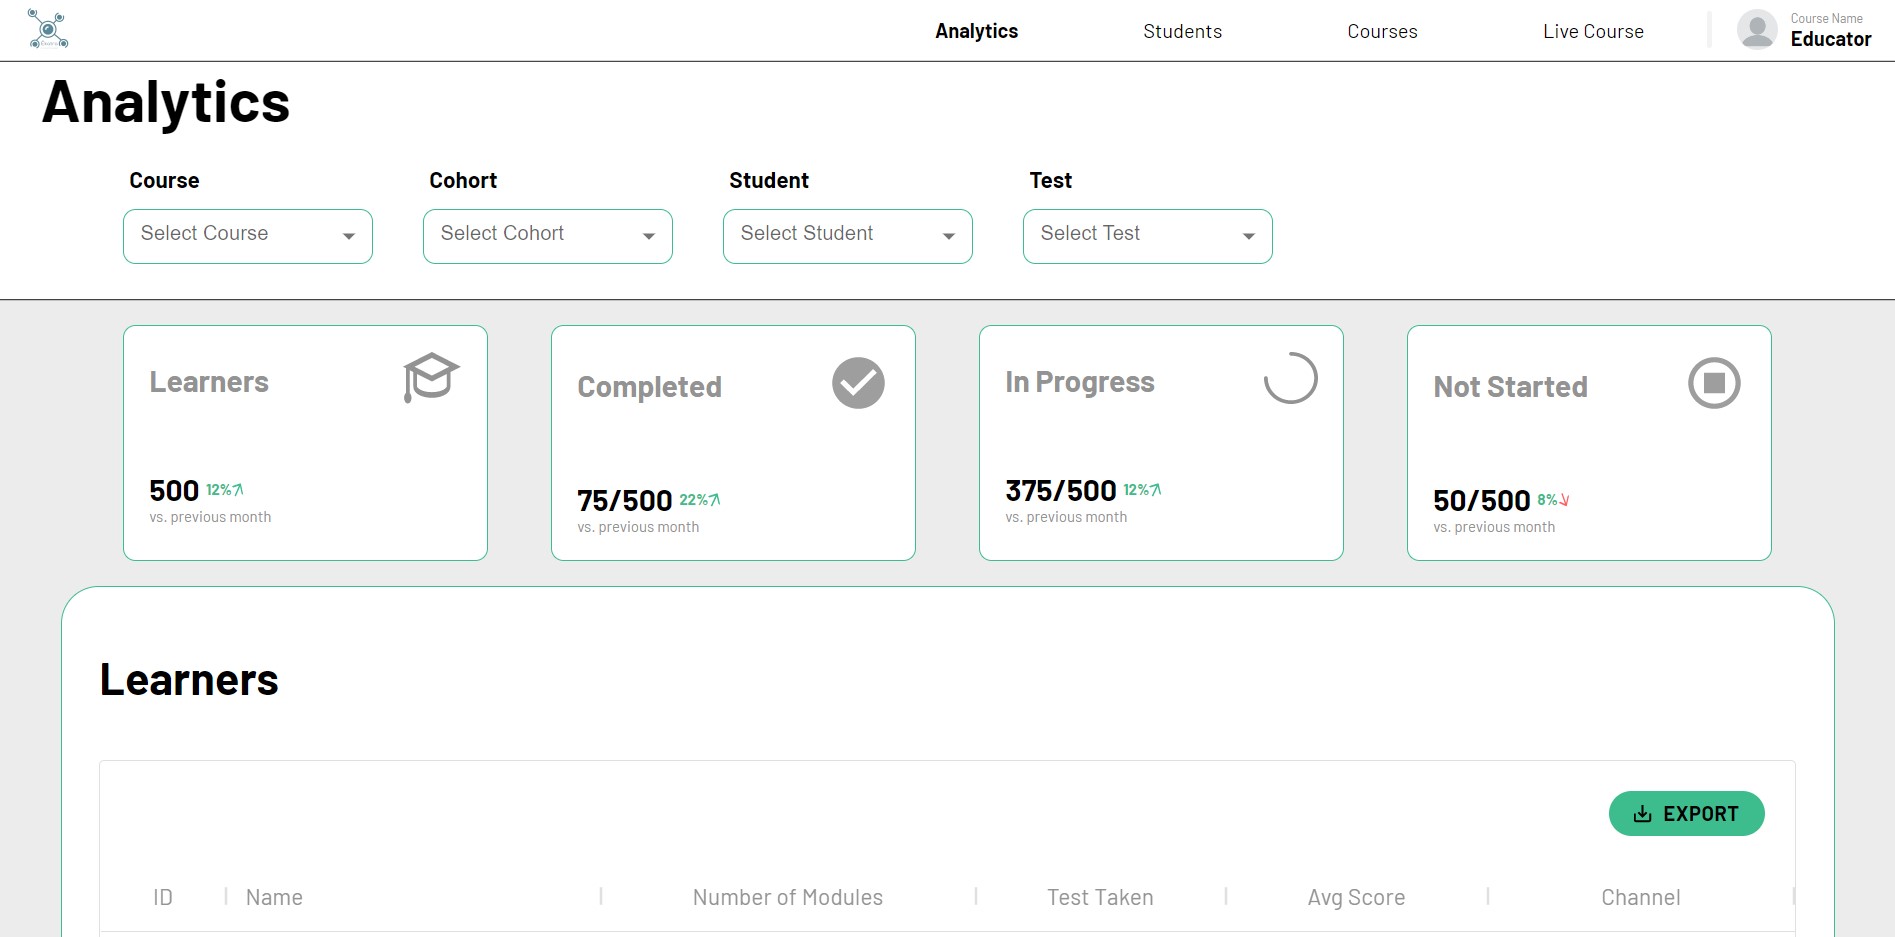 Analytics
Students
Courses
Live Course
Course Name
Educator
Analytics
Course
Cohort
Student
Test
Select Course
Select Cohort
Select Student
Select Test
Learners
500 12%
vs. previous month
Completed
75/500 22%
vs. previous month
In Progress
375/500 12%
vs. previous month
Not Started
50/500 8%
vs. previous month
Learners
EXPORT
ID
Name
Number of Modules
Test Taken
Avg Score
Channel